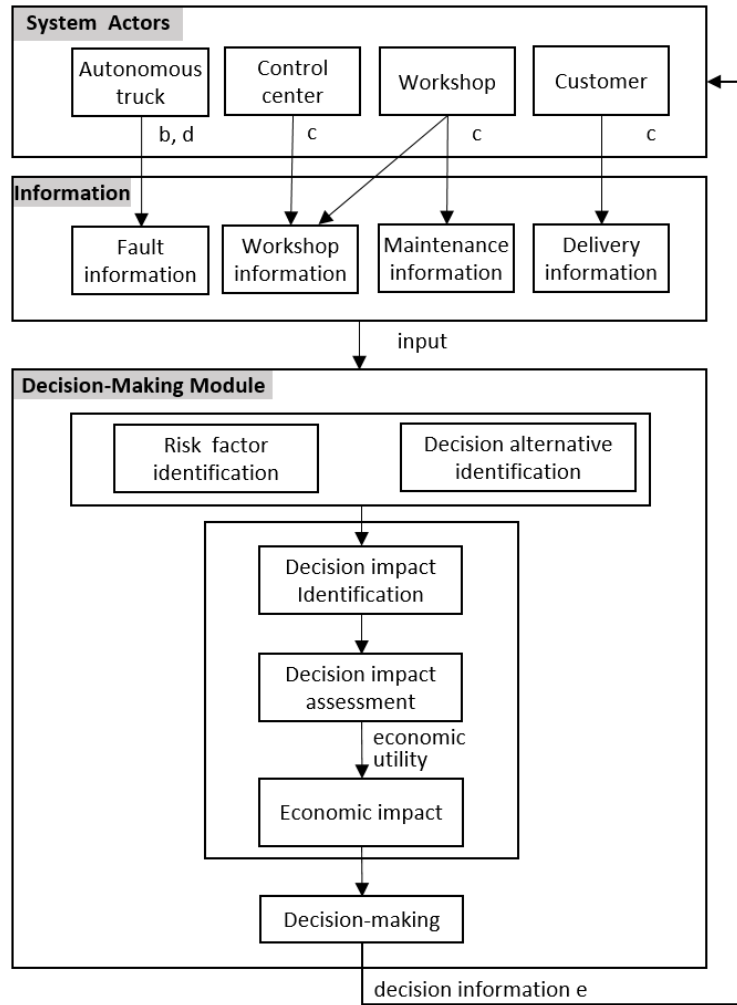 System Actors
Autonomous
truck
Control
center
Workshop
Customer
b, d
c
c
c
Information
Fault
information
Workshop
information
Maintenance
information
Delivery
information
input
Decision-Making Module
Risk factor
identification
Decision alternative
identification
Decision impact
Identification
Decision impact
assessment
economic
utility
Economic impact
Decision-making
decision information e